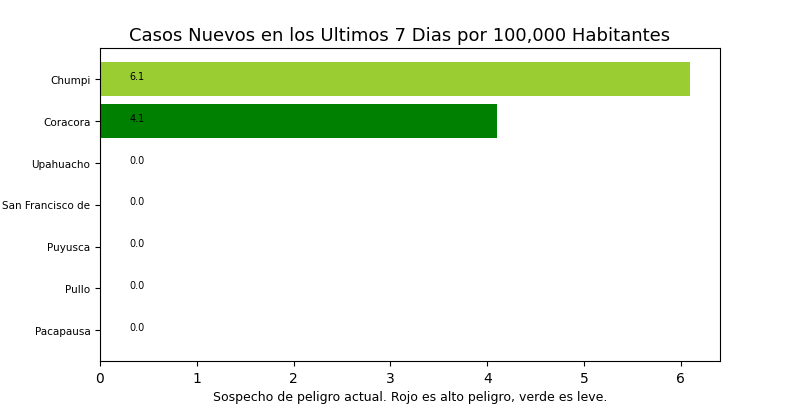 Casos Nuevos en los Ultimos 7 Dias por 100,000 Habitantes
Chumpi 6.1
Coracora 4.1
Upahuacho 0.0
San Francisco de 0.0
Puyusca 0.0
Pullo 0.0
Pacapausa 0.0
0 1 2 3 4 5 6
Sospecho de peligro actual. Rojo es alto peligro, verde es leve.